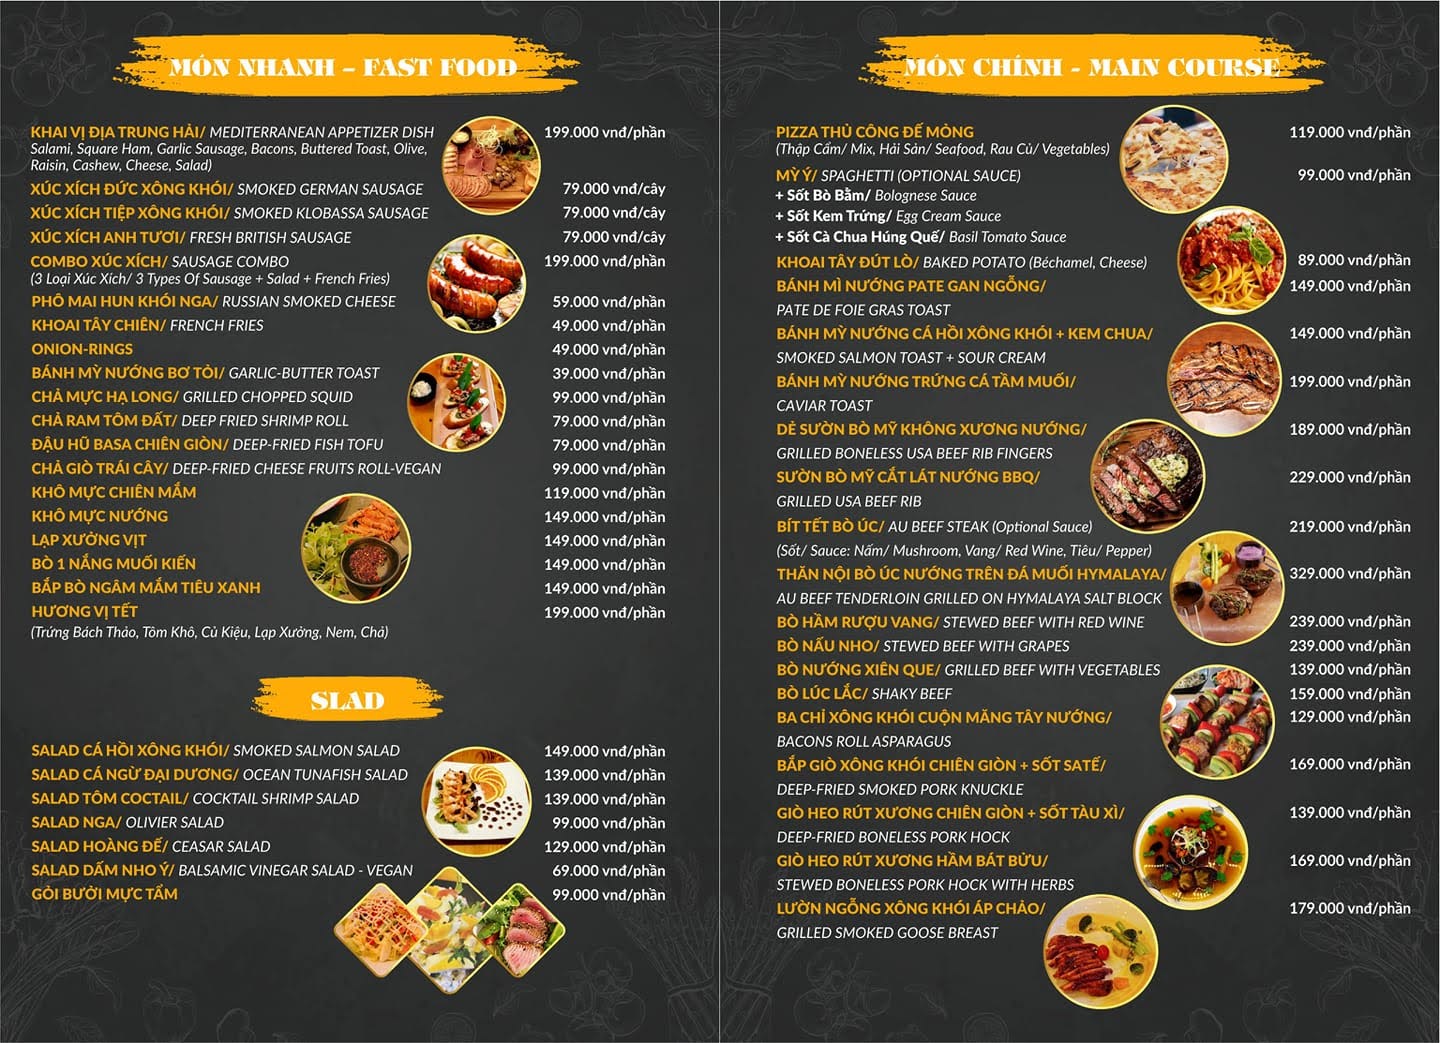 MÓN NHANH – FAST FOOD
KHAI VỊ ĐỊA TRUNG HẢI/ MEDITERRANEAN APPETIZER DISH 199.000 vnđ/phần
Salami, Square Ham, Garlic Sausage, Bacons, Buttered Toast, Olive,
Raisin, Cashew, Cheese, Salad)
XÚC XÍCH ĐỨC XÔNG KHÓI/ SMOKED GERMAN SAUSAGE 79.000 vnđ/cây
XÚC XÍCH TIỆP XÔNG KHÓI/ SMOKED KLOBASSA SAUSAGE 79.000 vnđ/cây
XÚC XÍCH ANH TƯƠI/ FRESH BRITISH SAUSAGE 79.000 vnđ/cây
COMBO XÚC XÍCH/ SAUSAGE COMBO 199.000 vnđ/phần
(3 Loại Xúc Xích/ 3 Types Of Sausage + Salad + French Fries)
PHÔ MAI HUN KHÓI NGA/ RUSSIAN SMOKED CHEESE 59.000 vnđ/phần
KHOAI TÂY CHIÊN/ FRENCH FRIES 49.000 vnđ/phần
ONION-RINGS 49.000 vnđ/phần
BÁNH MỲ NƯỚNG BƠ TỎI/ GARLIC-BUTTER TOAST 39.000 vnđ/phần
CHẢ MỰC HẠ LONG/ GRILLED CHOPPED SQUID 99.000 vnđ/phần
CHẢ RAM TÔM ĐẤT/ DEEP FRIED SHRIMP ROLL 79.000 vnđ/phần
ĐẬU HŨ BASA CHIÊN GIÒN/ DEEP-FRIED FISH TOFU 79.000 vnđ/phần
CHẢ GIÒ TRÁI CÂY/ DEEP-FRIED CHEESE FRUITS ROLL-VEGAN 99.000 vnđ/phần
KHÔ MỰC CHIÊN MẮM 119.000 vnđ/phần
KHÔ MỰC NƯỚNG 149.000 vnđ/phần
LẠP XƯỞNG VỊT 149.000 vnđ/phần
BÒ 1 NẮNG MUỐI KIẾN 149.000 vnđ/phần
BẮP BÒ NGÂM MẮM TIÊU XANH 149.000 vnđ/phần
HƯƠNG VỊ TẾT 199.000 vnđ/phần
(Trứng Bách Thảo, Tôm Khô, Củ Kiệu, Lạp Xưởng, Nem, Chả)
SLAD
SALAD CÁ HỒI XÔNG KHÓI/ SMOKED SALMON SALAD 149.000 vnđ/phần
SALAD CÁ NGỪ ĐẠI DƯƠNG/ OCEAN TUNAFISH SALAD 139.000 vnđ/phần
SALAD TÔM COCTAIL/ COCKTAIL SHRIMP SALAD 139.000 vnđ/phần
SALAD NGA/ OLIVIER SALAD 99.000 vnđ/phần
SALAD HOÀNG ĐẾ/ CEASAR SALAD 129.000 vnđ/phần
SALAD DẤM NHO Ý/ BALSAMIC VINEGAR SALAD - VEGAN 69.000 vnđ/phần
GỎI BƯỞI MỰC TẨM 99.000 vnđ/phần
MÓN CHÍNH - MAIN COURSE
PIZZA THỦ CÔNG ĐẾ MỎNG 119.000 vnđ/phần
(Thập Cẩm/ Mix, Hải Sản/ Seafood, Rau Củ/ Vegetables)
MỲ Ý/ SPAGHETTI (OPTIONAL SAUCE) 99.000 vnđ/phần
+ Sốt Bò Bằm/ Bolognese Sauce
+ Sốt Kem Trứng/ Egg Cream Sauce
+ Sốt Cà Chua Húng Quế/ Basil Tomato Sauce
KHOAI TÂY ĐÚT LÒ/ BAKED POTATO (Béchamel, Cheese) 89.000 vnđ/phần
BÁNH MÌ NƯỚNG PATE GAN NGỖNG/ 149.000 vnđ/phần
PATE DE FOIE GRAS TOAST
BÁNH MỲ NƯỚNG CÁ HỒI XÔNG KHÓI + KEM CHUA/ 149.000 vnđ/phần
SMOKED SALMON TOAST + SOUR CREAM
BÁNH MỲ NƯỚNG TRỨNG CÁ TẦM MUỐI/ 199.000 vnđ/phần
CAVIAR TOAST
DẺ SƯỜN BÒ MỸ KHÔNG XƯƠNG NƯỚNG/ 189.000 vnđ/phần
GRILLED BONELESS USA BEEF RIB FINGERS
SƯỜN BÒ MỸ CẮT LÁT NƯỚNG BBQ/ 229.000 vnđ/phần
GRILLED USA BEEF RIB
BÍT TẾT BÒ ÚC/ AU BEEF STEAK (Optional Sauce) 219.000 vnđ/phần
(Sốt/ Sauce: Nấm/ Mushroom, Vang/ Red Wine, Tiêu/ Pepper)
THĂN NỘI BÒ ÚC NƯỚNG TRÊN ĐÁ MUỐI HYMALAYA/ 329.000 vnđ/phần
AU BEEF TENDERLOIN GRILLED ON HYMALAYA SALT BLOCK
BÒ HẦM RƯỢU VANG/ STEWED BEEF WITH RED WINE 239.000 vnđ/phần
BÒ NẤU NHO/ STEWED BEEF WITH GRAPES 239.000 vnđ/phần
BÒ NƯỚNG XIÊN QUE/ GRILLED BEEF WITH VEGETABLES 139.000 vnđ/phần
BÒ LÚC LẮC/ SHAKY BEEF 159.000 vnđ/phần
BA CHỈ XÔNG KHÓI CUỘN MĂNG TÂY NƯỚNG/ 129.000 vnđ/phần
BACONS ROLL ASPARAGUS
BẮP GIÒ XÔNG KHÓI CHIÊN GIÒN + SỐT SATẾ/ 169.000 vnđ/phần
DEEP-FRIED SMOKED PORK KNUCKLE
GIÒ HEO RÚT XƯƠNG CHIÊN GIÒN + SỐT TÀU XÌ/ 139.000 vnđ/phần
DEEP-FRIED BONELESS PORK HOCK
GIÒ HEO RÚT XƯƠNG HẦM BÁT BỬU/ 169.000 vnđ/phần
STEWED BONELESS PORK HOCK WITH HERBS
LƯỜN NGỖNG XÔNG KHÓI ÁP CHẢO/ 179.000 vnđ/phần
GRILLED SMOKED GOOSE BREAST